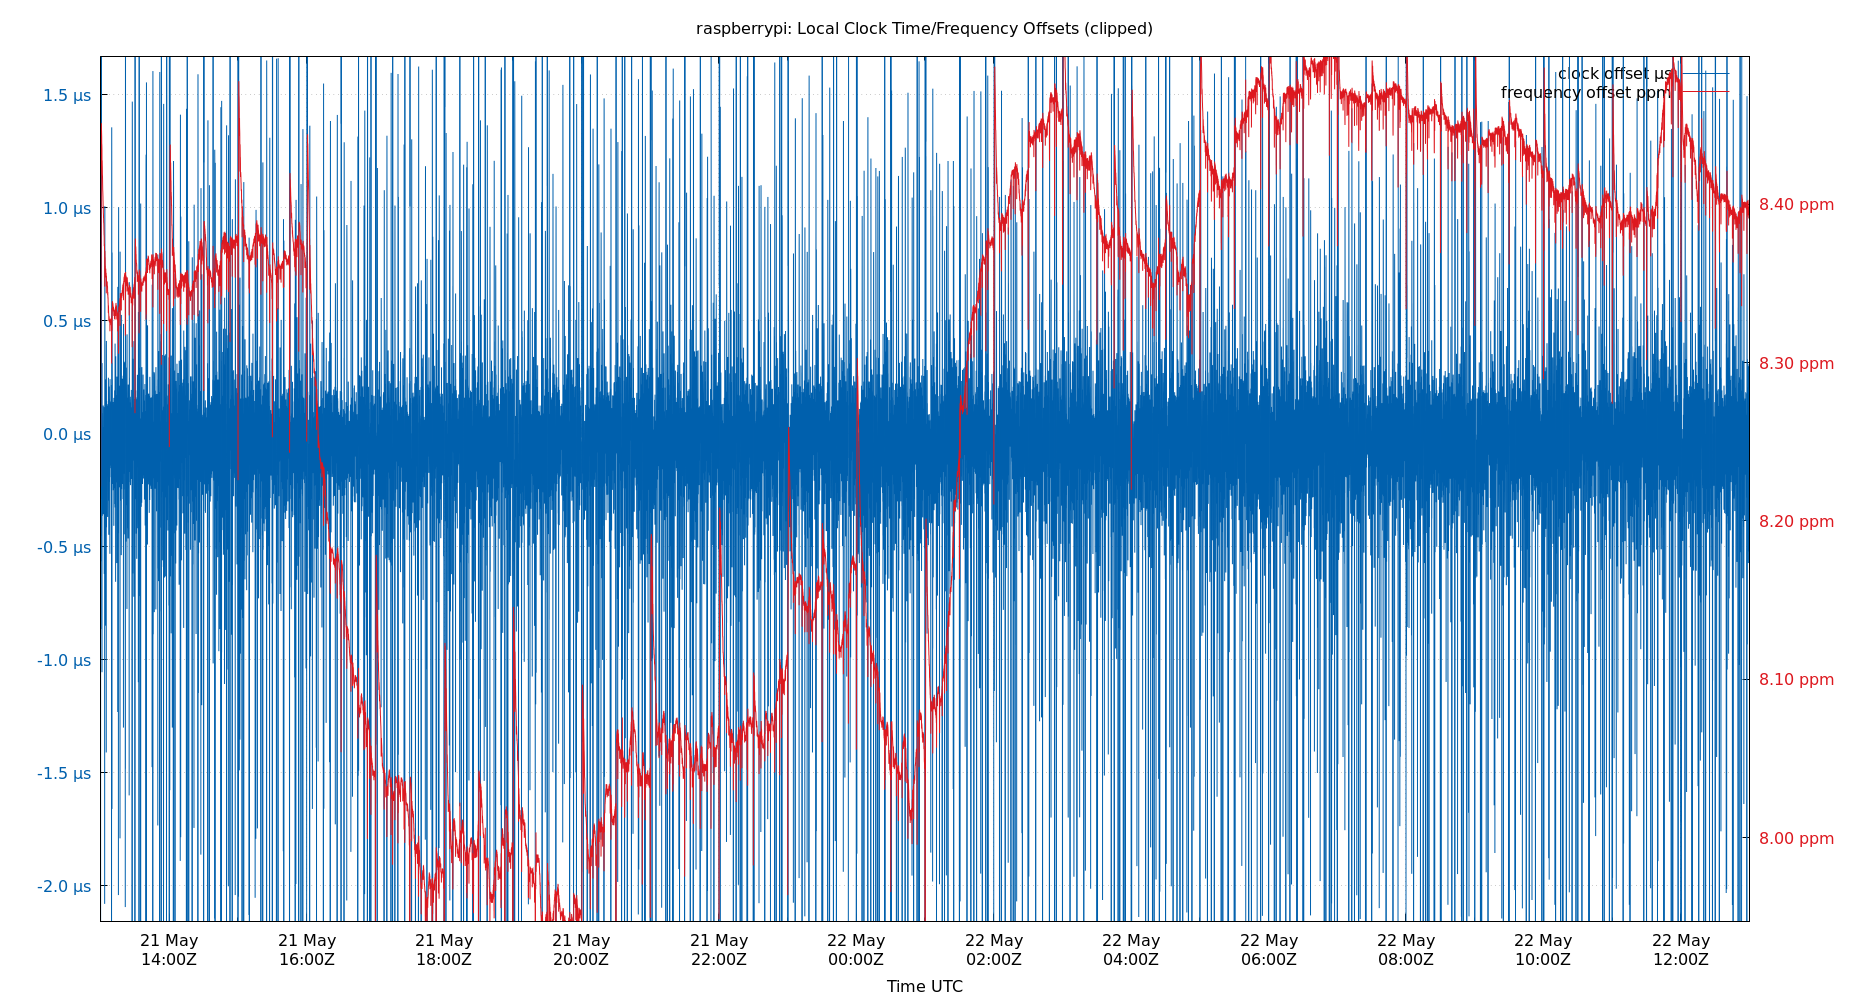 raspberrypi: Local Clock Time/Frequency Offsets (clipped)
clock offset µs
frequency offset ppm
1.5 µs
1.0 µs
0.5 µs
0.0 µs
-0.5 µs
-1.0 µs
-1.5 µs
-2.0 µs
8.40 ppm
8.30 ppm
8.20 ppm
8.10 ppm
8.00 ppm
21 May 21 May 21 May 21 May 21 May 22 May 22 May 22 May 22 May 22 May 22 May 22 May
14:00Z 16:00Z 18:00Z 20:00Z 22:00Z 00:00Z 02:00Z 04:00Z 06:00Z 08:00Z 10:00Z 12:00Z
Time UTC